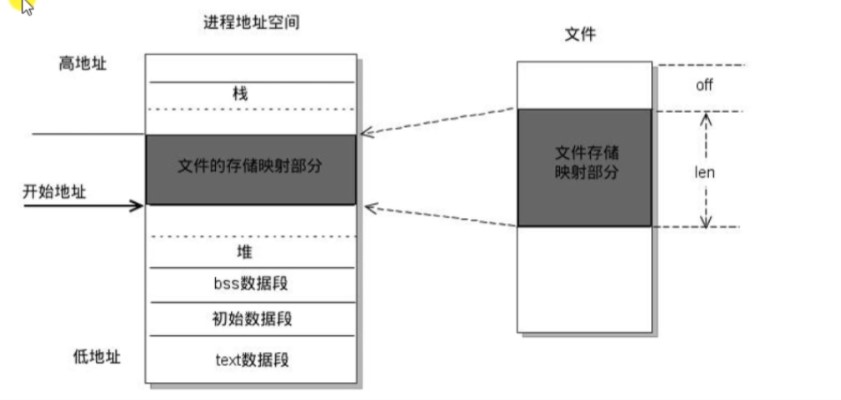 进程地址空间
文件
高地址
栈
off
文件的存储映射部分
文件存储
映射部分
len
开始地址
堆
bss数据段
初始数据段
低地址
text数据段